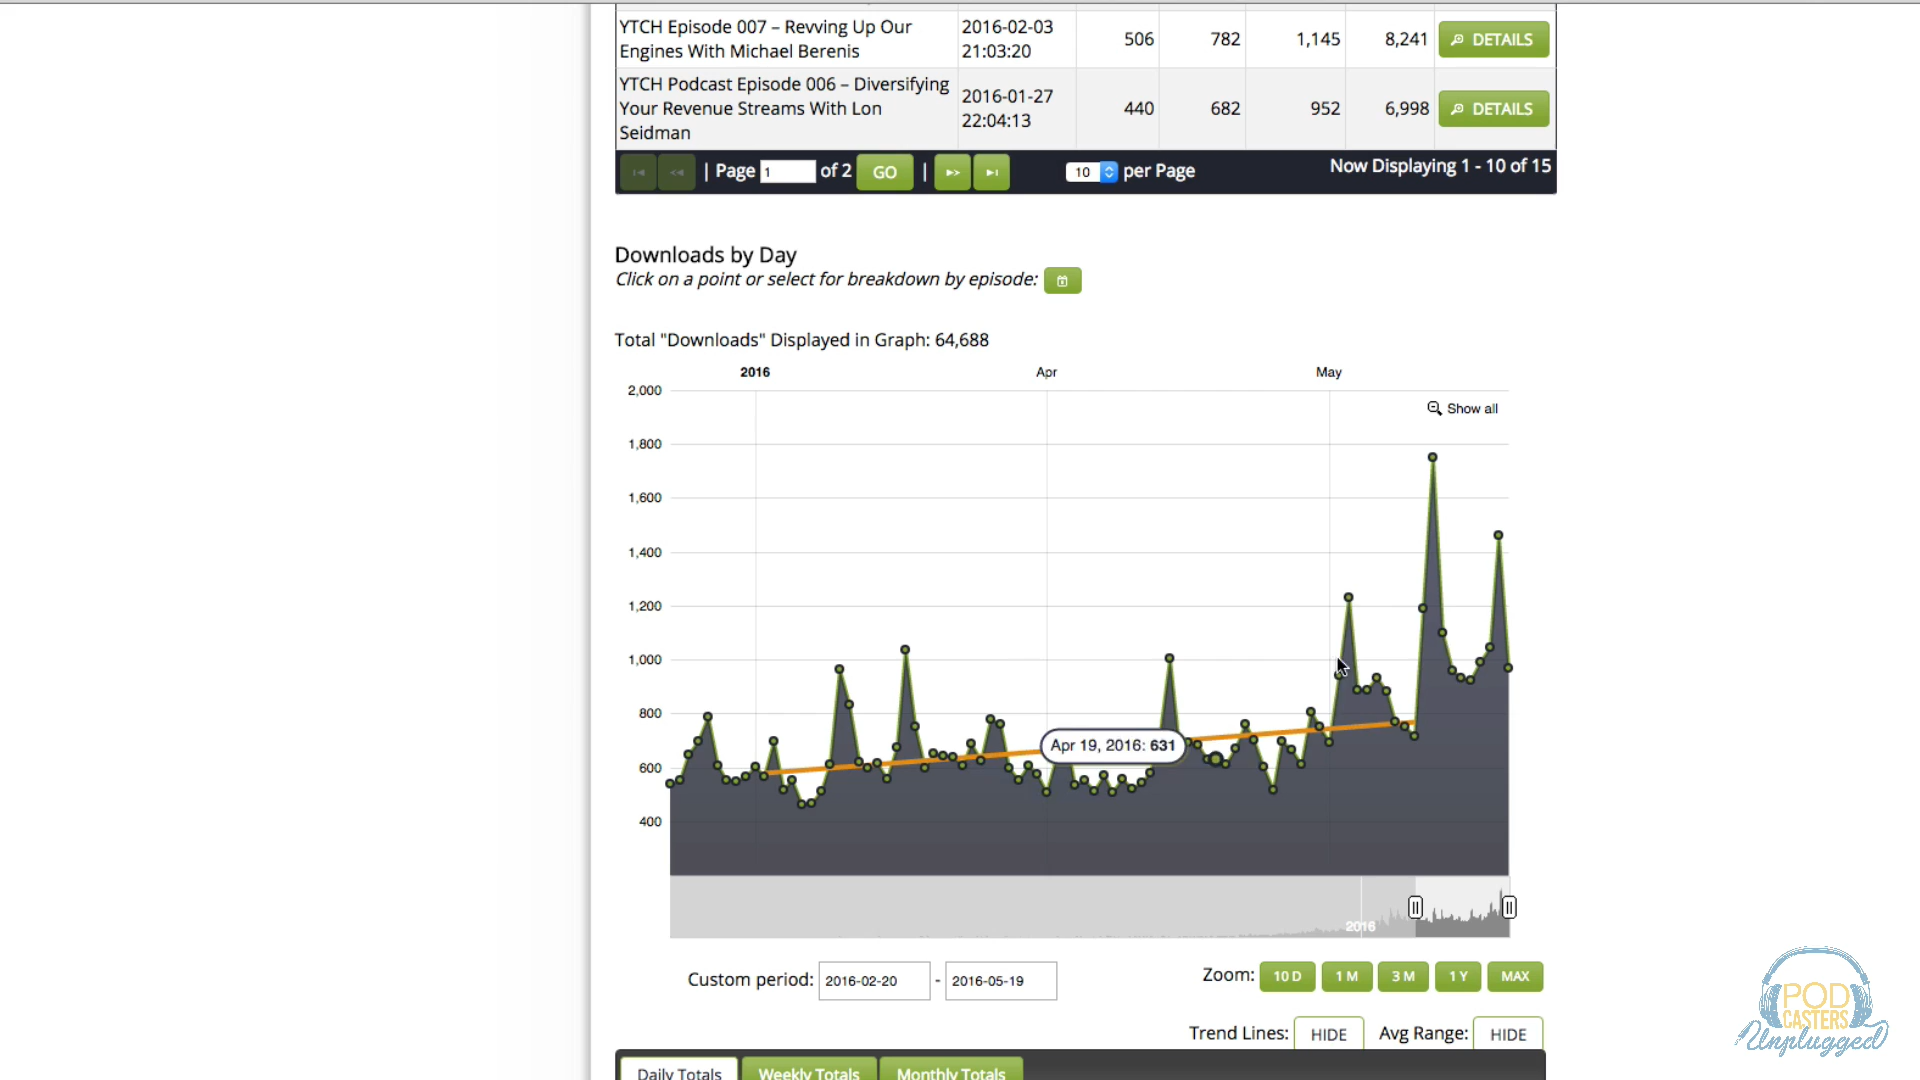 YTCH Episode 007 – Revving Up Our
Engines With Michael Berenis
2016-02-03
21:03:20
506
782
1,145
8,241
DETAILS
YTCH Podcast Episode 006 – Diversifying
Your Revenue Streams With Lon
Seidman
2016-01-27
22:04:13
440
682
952
6,998
DETAILS
| Page 1 of 2 GO | 10 per Page Now Displaying 1 - 10 of 15
Downloads by Day
Click on a point or select for breakdown by episode:
Total "Downloads" Displayed in Graph: 64,688
2016 Apr May
2,000
Show all
1,800
1,600
1,400
1,200
1,000
800
Apr 19, 2016: 631
600
400
2016
Custom period: 2016-02-20 - 2016-05-19
Zoom: 10 D 1 M 3 M 1 Y MAX
Trend Lines: HIDE Avg Range: HIDE
Daily Totals Weekly Totals Monthly Totals
POD
CASTERS
Unplugged